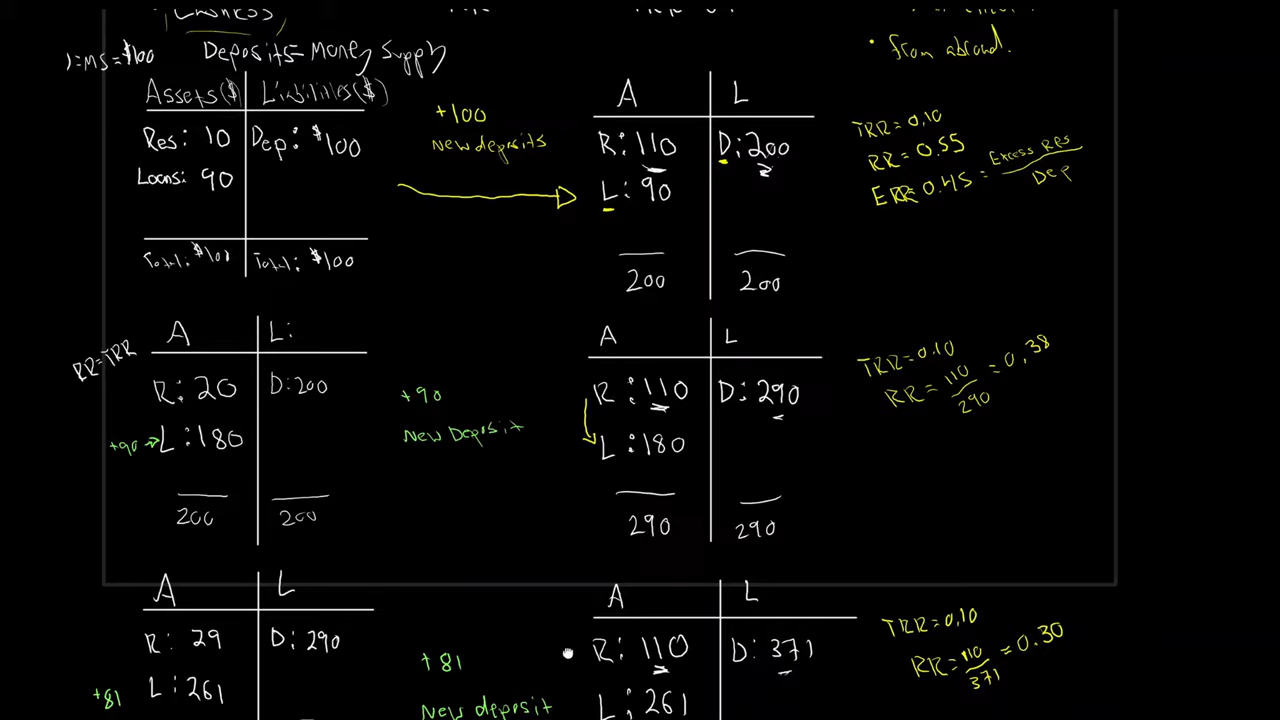 from abroad.
)=MS=$100 Deposits=Money Supply
Assets($) Liabilities($)
Res: 10 Dep: $100
Loans: 90
Total: $100 Total: $100
+100
New deposits
A L
R: 110 D: 200
L: 90
200 200
TRR=0.10
RR=0.55
ERR=0.45=Excess Res
Dep
RR=TRR
A L:
R: 20 D: 200
+90 → L: 180
200 200
+90
New Deposit
A L
R: 110 D: 290
L: 180
290 290
TRR=0.10
RR=110/290=0.38
A L
R: 29 D: 290
+81 L: 261
+81
New deposit
A L
R: 110 D: 371
L: 261
TRR=0.10
RR=110/371=0.30